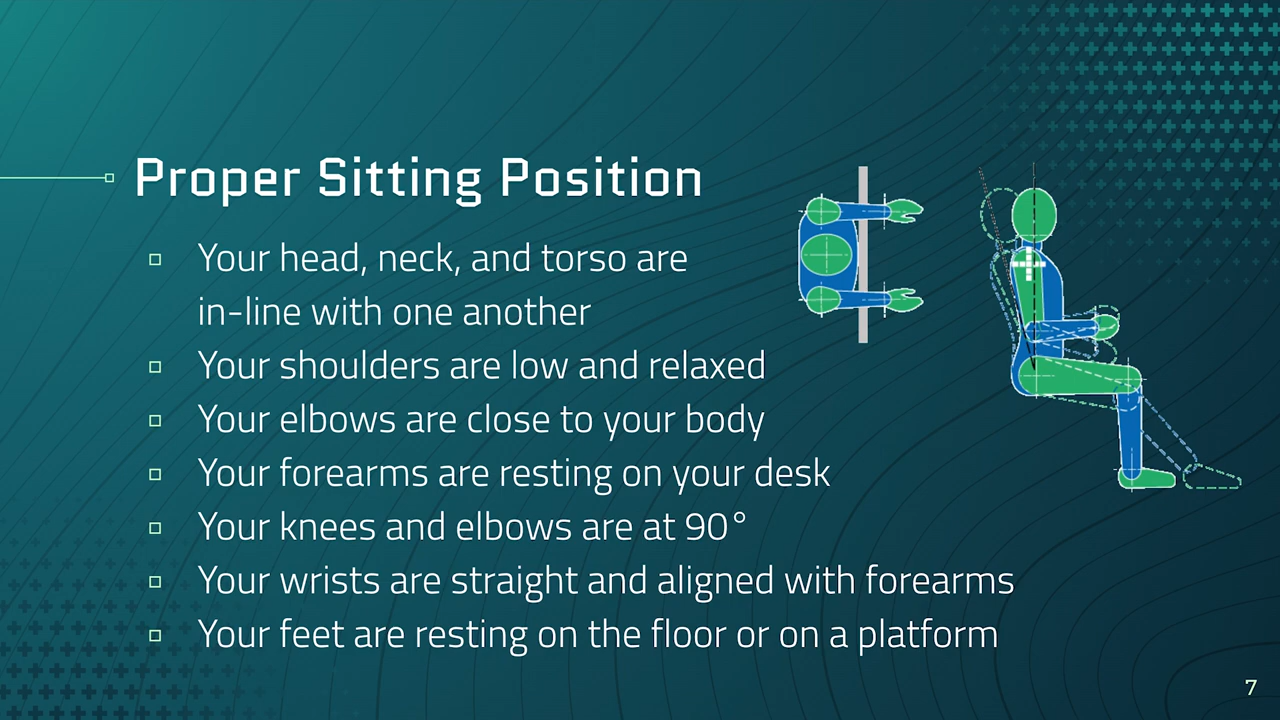 Proper Sitting Position
Your head, neck, and torso are
in-line with one another
Your shoulders are low and relaxed
Your elbows are close to your body
Your forearms are resting on your desk
Your knees and elbows are at 90°
Your wrists are straight and aligned with forearms
Your feet are resting on the floor or on a platform
7